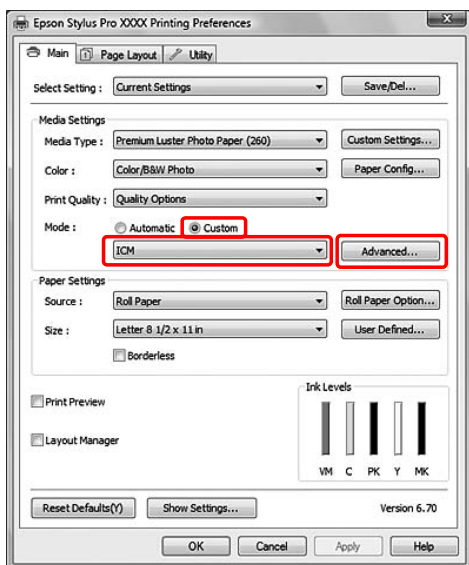 Epson Stylus Pro XXXX Printing Preferences
Main Page Layout Utility
Select Setting : Current Settings Save/Del...
Media Settings
Media Type : Premium Luster Photo Paper (260) Custom Settings...
Color : Color/B&W Photo Paper Config...
Print Quality : Quality Options
Mode : Automatic Custom
ICM Advanced...
Paper Settings
Source : Roll Paper Roll Paper Option...
Size : Letter 8 1/2 x 11 in User Defined...
Borderless
Ink Levels
Print Preview
Layout Manager
VM C PK Y MK
Reset Defaults(Y) Show Settings... Version 6.70
OK Cancel Apply Help